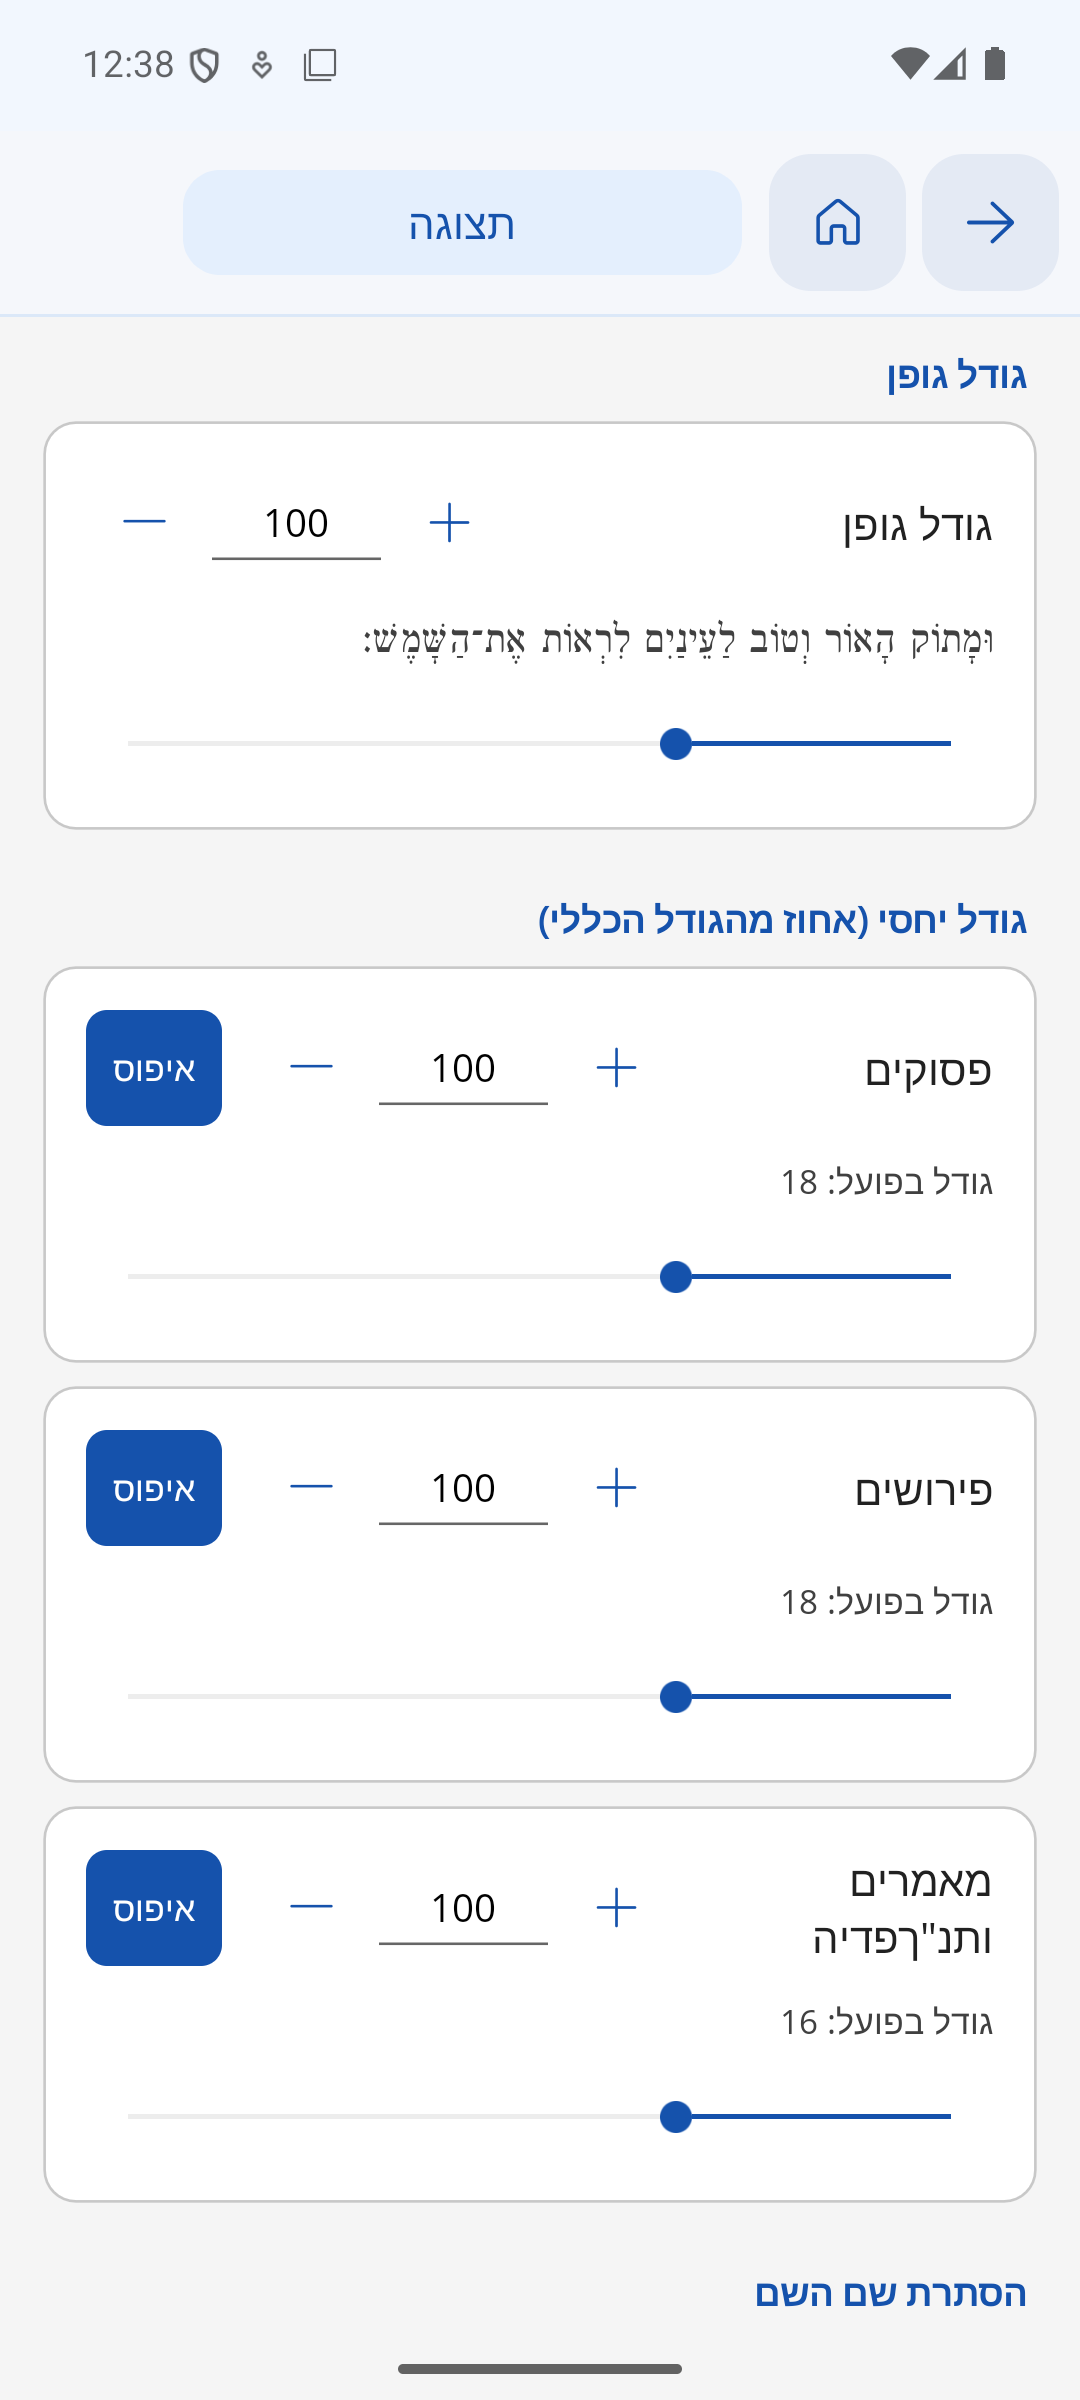 12:38
תצוגה
גודל גופן
גודל גופן
100
וּמָתוֹק הָאוֹר וְטוֹב לַעֵינַיִם לִרְאוֹת אֶת־הַשָּׁמֶשׁ׃
גודל יחסי (אחוז מהגודל הכללי)
פסוקים
100
איפוס
גודל בפועל: 18
פירושים
100
איפוס
גודל בפועל: 18
מאמרים
ותנ"ךפדיה
100
איפוס
גודל בפועל: 16
הסתרת שם השם